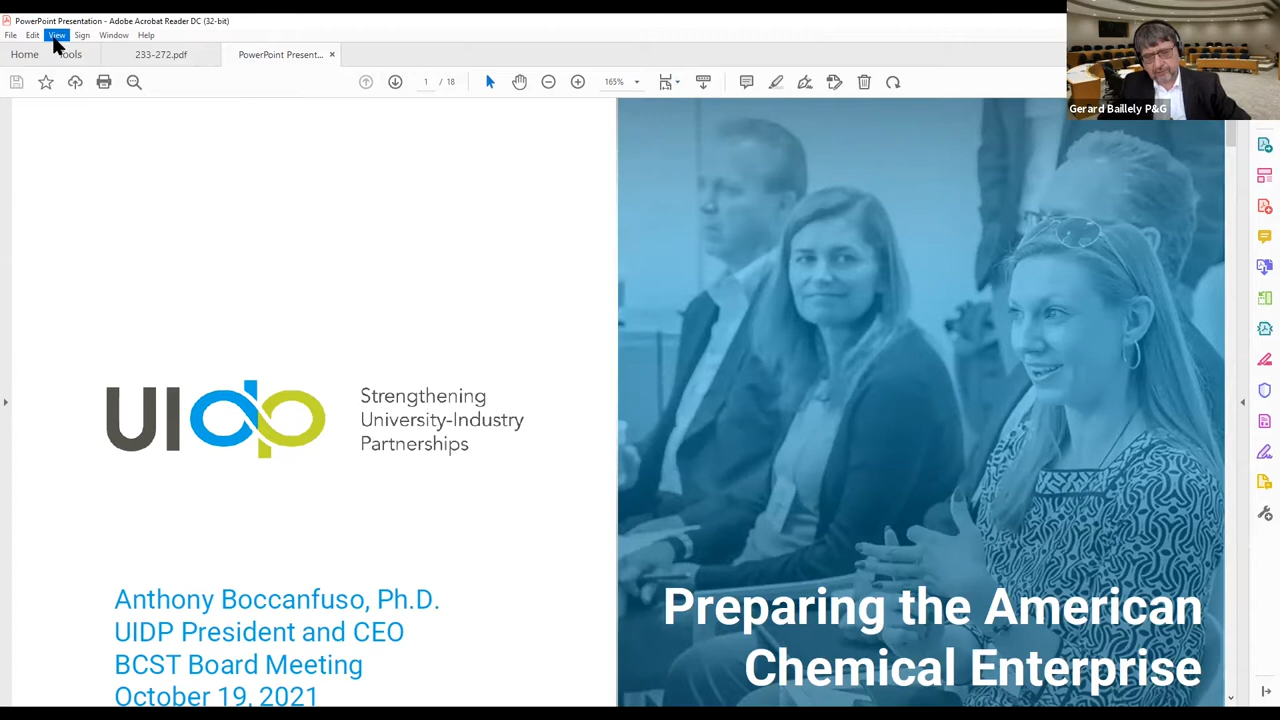 PowerPoint Presentation - Adobe Acrobat Reader DC (32-bit)
File Edit View Sign Window Help
Home Tools 233-272.pdf PowerPoint Present... ×
1 / 18 165%
Gerard Baillely P&G
UIDP
Strengthening
University-Industry
Partnerships
Anthony Boccanfuso, Ph.D.
UIDP President and CEO
BCST Board Meeting
October 19, 2021
Preparing the American
Chemical Enterprise